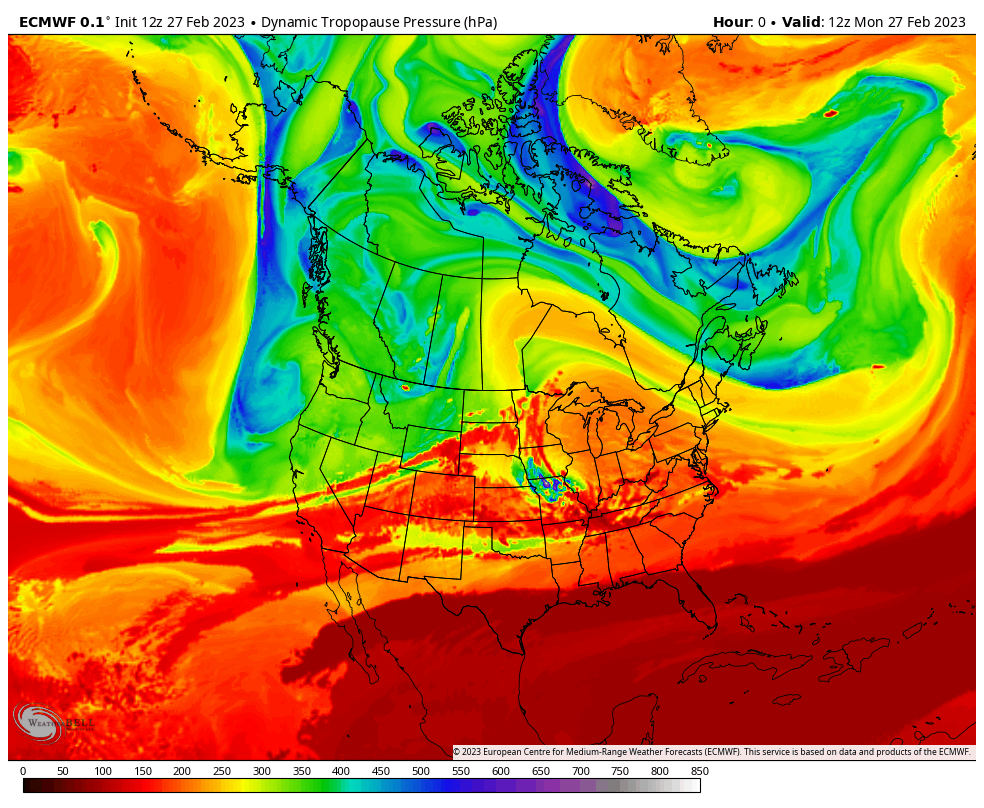 ECMWF 0.1° Init 12z 27 Feb 2023 • Dynamic Tropopause Pressure (hPa)
Hour: 0 • Valid: 12z Mon 27 Feb 2023
WEATHERBELL
© 2023 European Centre for Medium-Range Weather Forecasts (ECMWF). This service is based on data and products of the ECMWF.
0 50 100 150 200 250 300 350 400 450 500 550 600 650 700 750 800 850